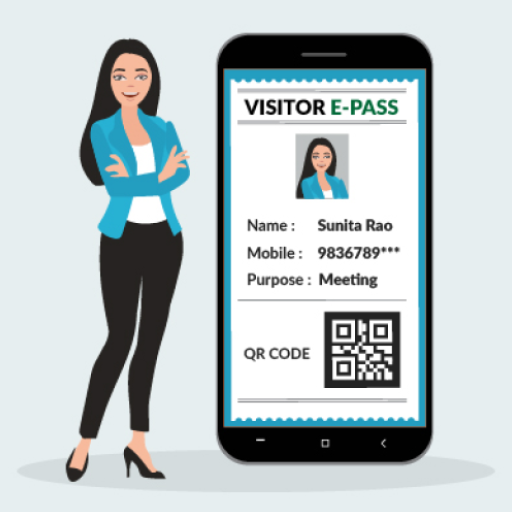 VISITOR E-PASS
Name : Sunita Rao
Mobile : 9836789***
Purpose : Meeting
QR CODE